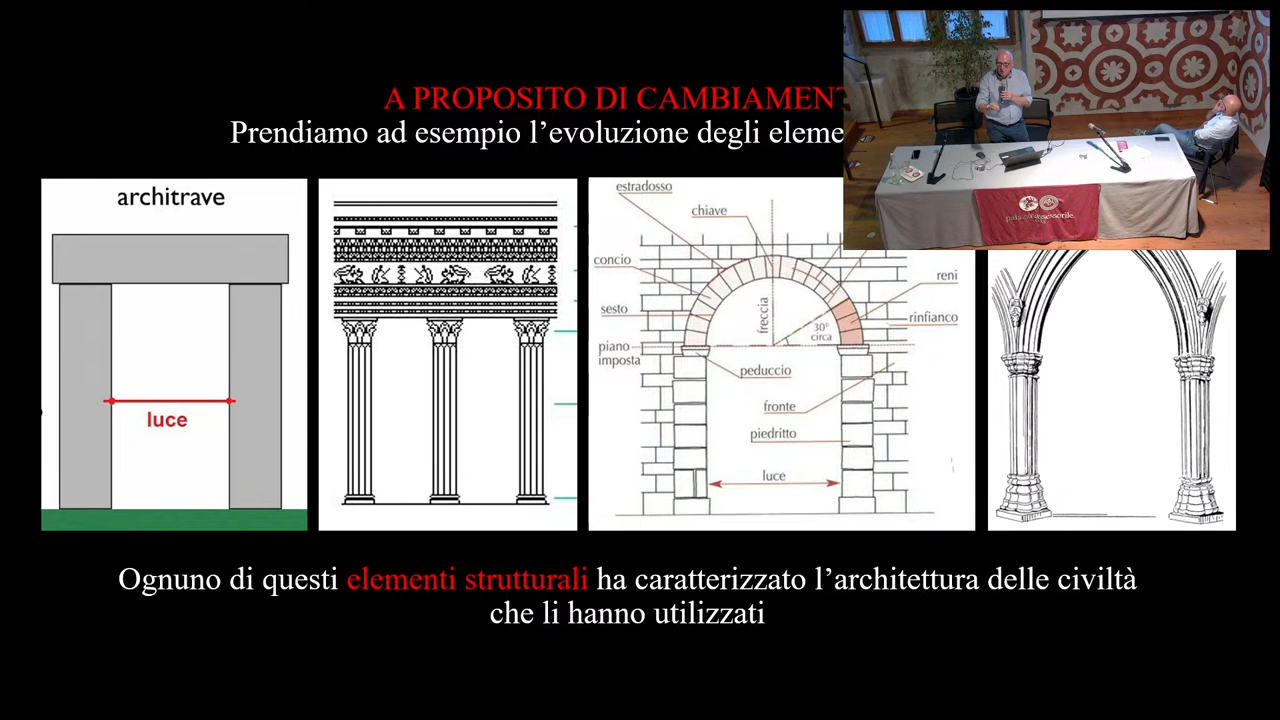 A PROPOSITO DI CAMBIAMENT
Prendiamo ad esempio l'evoluzione degli eleme
architrave
luce
estradosso
chiave
concio
sesto
freccia
30°
circa
reni
rinfianco
piano
imposta
peduccio
fronte
piedritto
luce
Ognuno di questi elementi strutturali ha caratterizzato l'architettura delle civiltà
che li hanno utilizzati